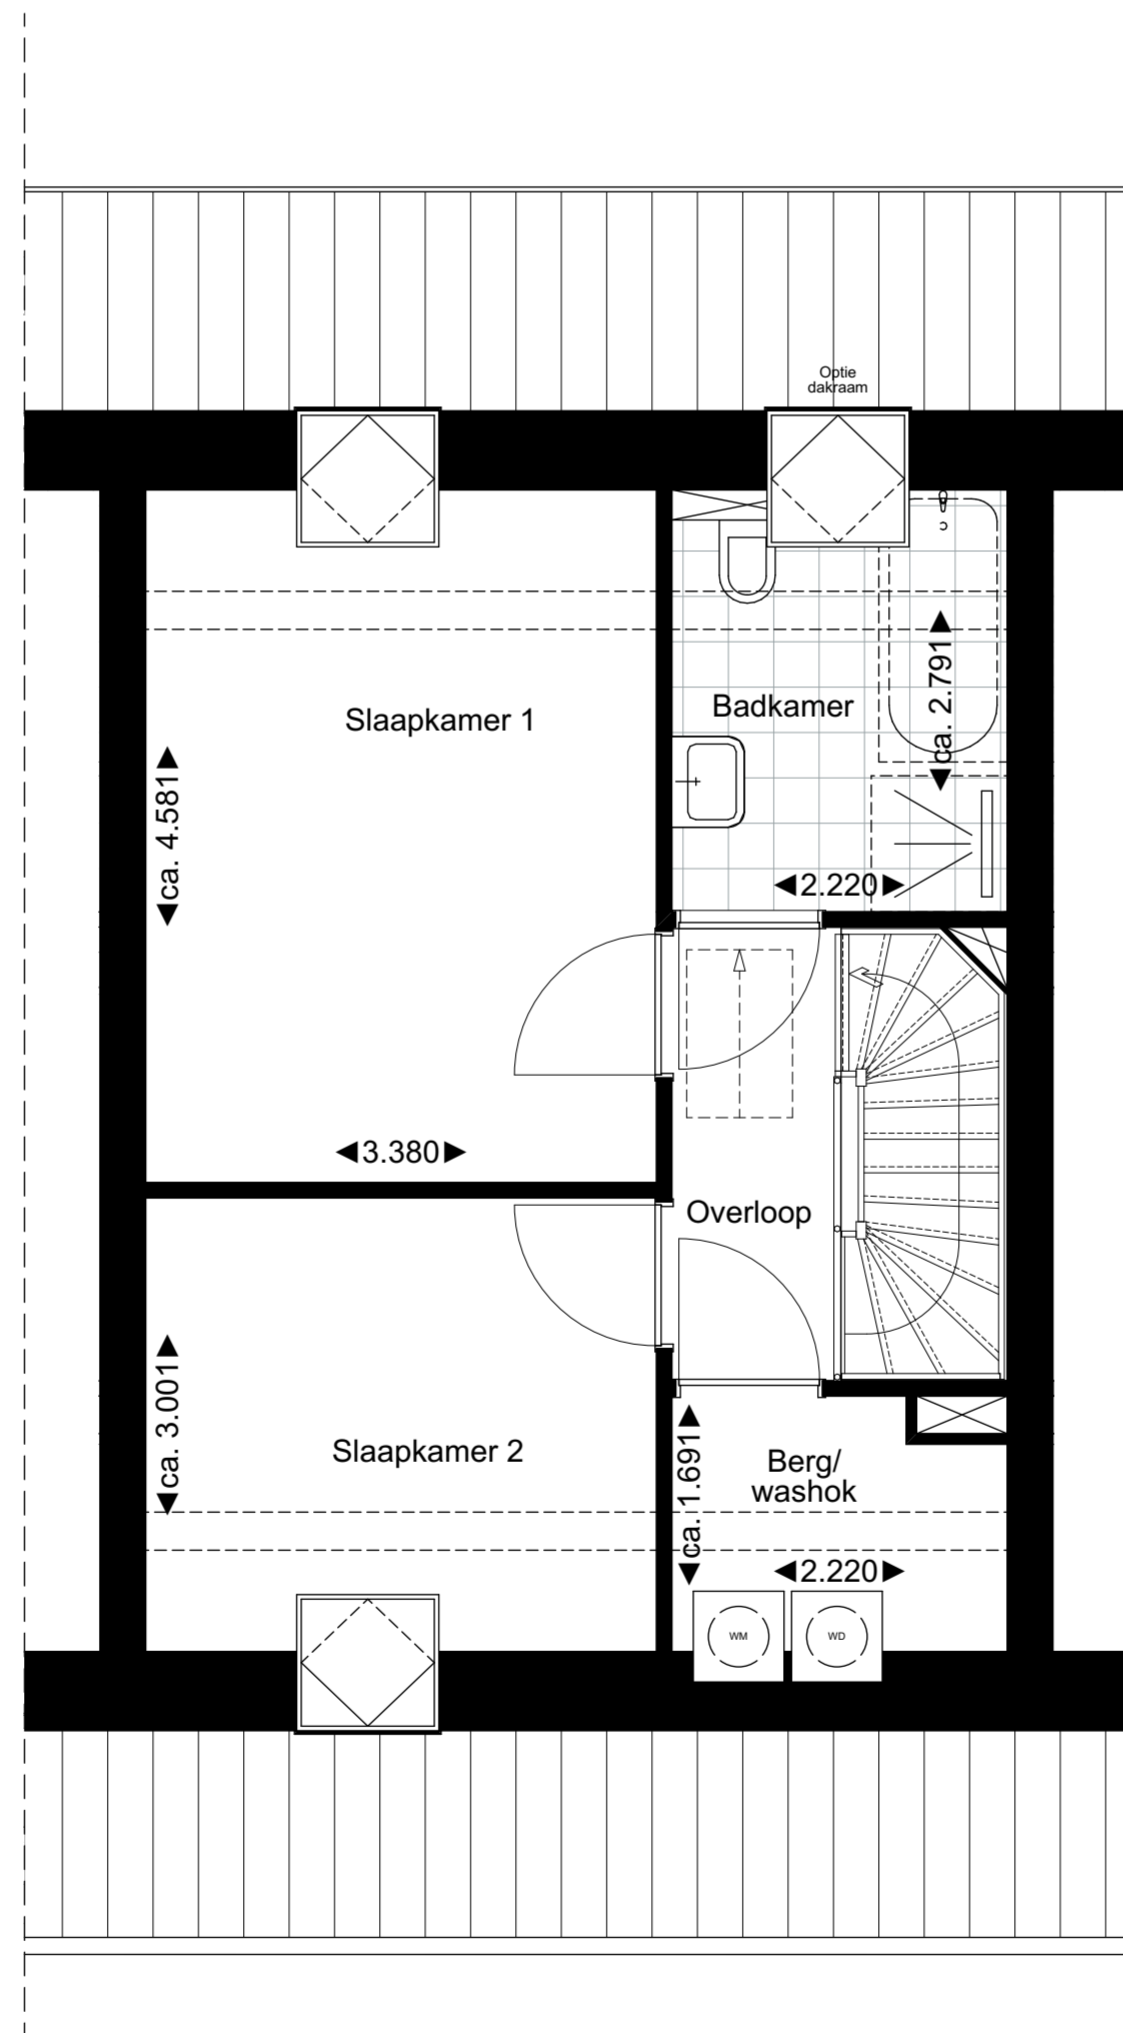 Optie
dakraam
Slaapkamer 1
Badkamer
ca. 2.791
ca. 4.581
2.220
3.380
Overloop
ca. 3.001
Slaapkamer 2
ca. 1.691
Berg/
washok
2.220
WM
WD